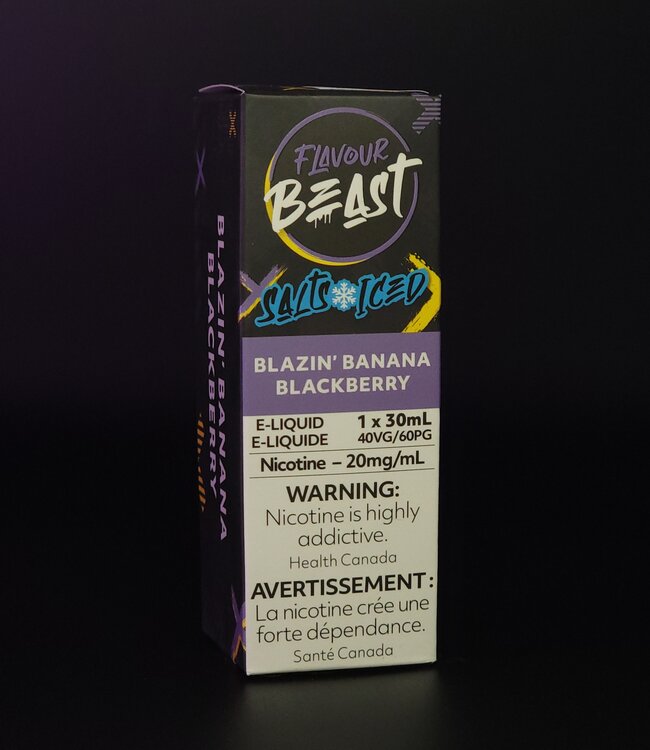 FLAVOUR
BEAST
SALTS ICED
BLAZIN' BANANA
BLACKBERRY
E-LIQUID 1 x 30mL
E-LIQUIDE 40VG/60PG
Nicotine – 20mg/mL
WARNING:
Nicotine is highly
addictive.
Health Canada
AVERTISSEMENT :
La nicotine crée une
forte dépendance.
Santé Canada
BLAZIN' BANANA
BLACKBERRY